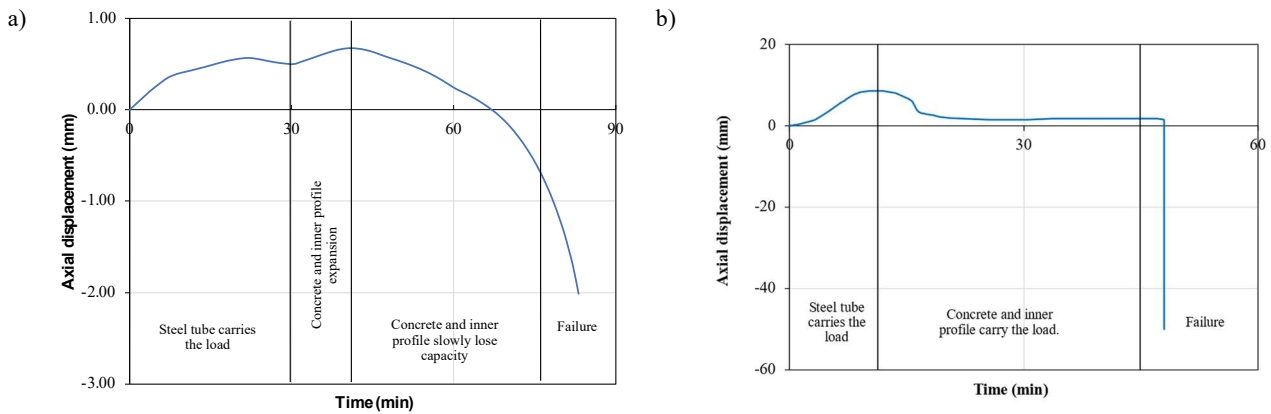 a)
1.00
0.00
-1.00
-2.00
-3.00
0
30
60
90
Axial displacement (mm)
Time (min)
Steel tube carries
the load
Concrete and inner profile
expansion
Concrete and inner
profile slowly lose
capacity
Failure
b)
20
0
-20
-40
-60
0
30
60
Axial displacement (mm)
Time (min)
Steel tube
carries the
load
Concrete and inner
profile carry the load.
Failure